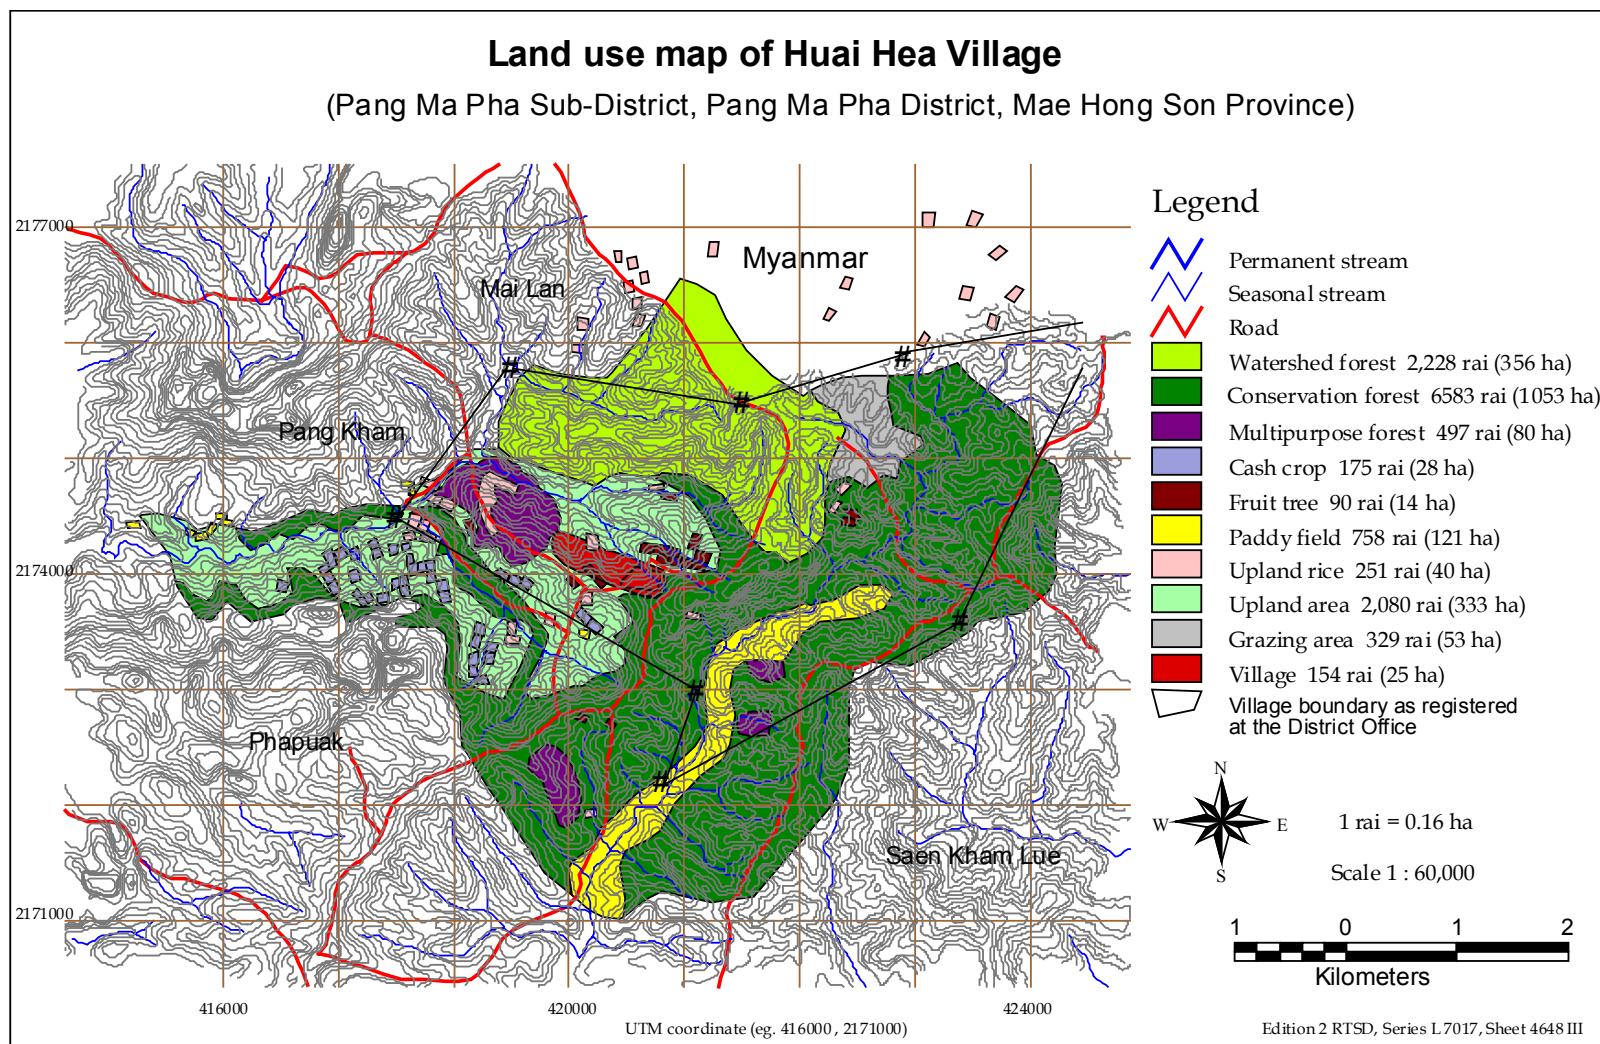 Land use map of Huai Hea Village
(Pang Ma Pha Sub-District, Pang Ma Pha District, Mae Hong Son Province)
2177000
2174000
2171000
Myanmar
Mai Lan
Pang Kham
Phapuak
Saen Kham Lue
#
#
#
#
#
#
#
416000
420000
424000
UTM coordinate (eg. 416000 , 2171000)
Legend
Permanent stream
Seasonal stream
Road
Watershed forest 2,228 rai (356 ha)
Conservation forest 6583 rai (1053 ha)
Multipurpose forest 497 rai (80 ha)
Cash crop 175 rai (28 ha)
Fruit tree 90 rai (14 ha)
Paddy field 758 rai (121 ha)
Upland rice 251 rai (40 ha)
Upland area 2,080 rai (333 ha)
Grazing area 329 rai (53 ha)
Village 154 rai (25 ha)
Village boundary as registered
at the District Office
N
W E
S
1 rai = 0.16 ha
Scale 1 : 60,000
1 0 1 2
Kilometers
Edition 2 RTSD, Series L7017, Sheet 4648 III